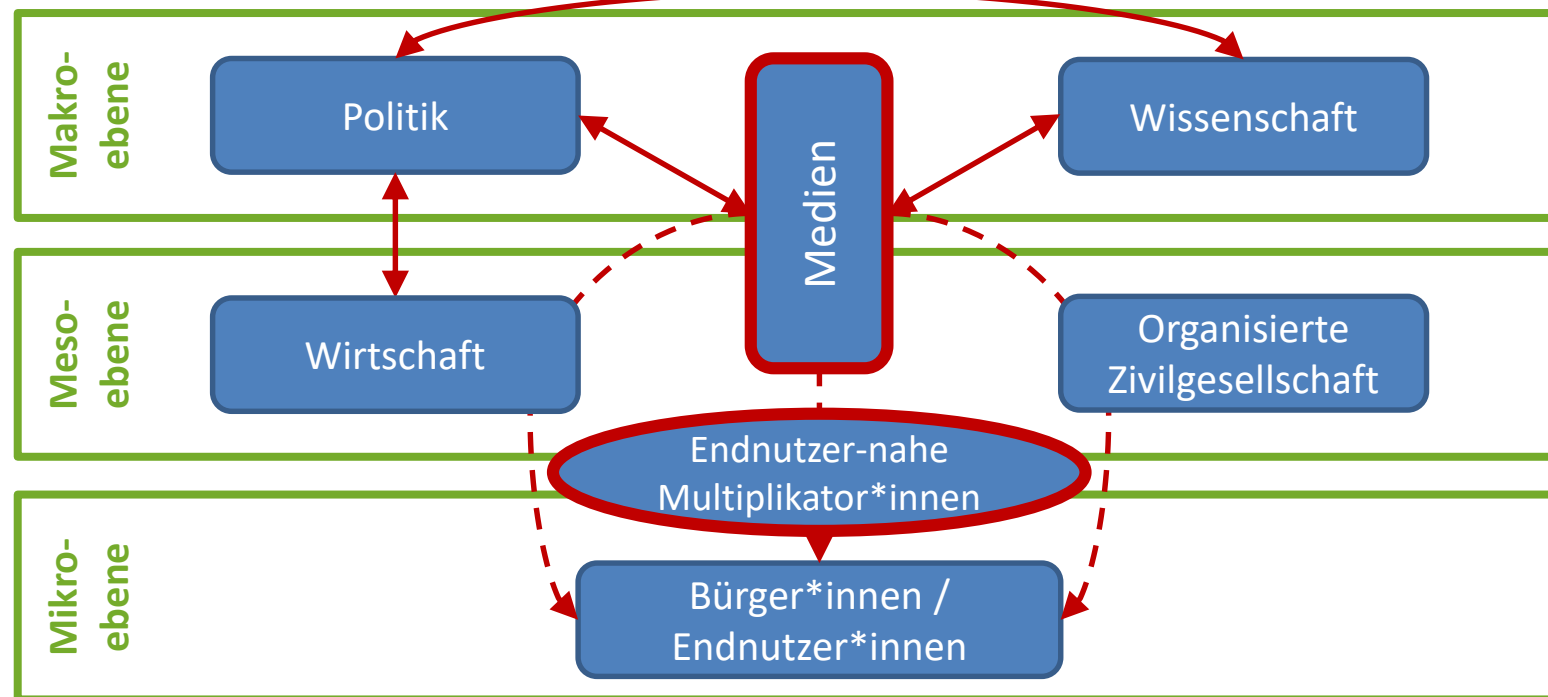 Makro-
ebene
Politik
Medien
Wissenschaft
Meso-
ebene
Wirtschaft
Organisierte
Zivilgesellschaft
Endnutzer-nahe
Multiplikator*innen
Mikro-
ebene
Bürger*innen /
Endnutzer*innen